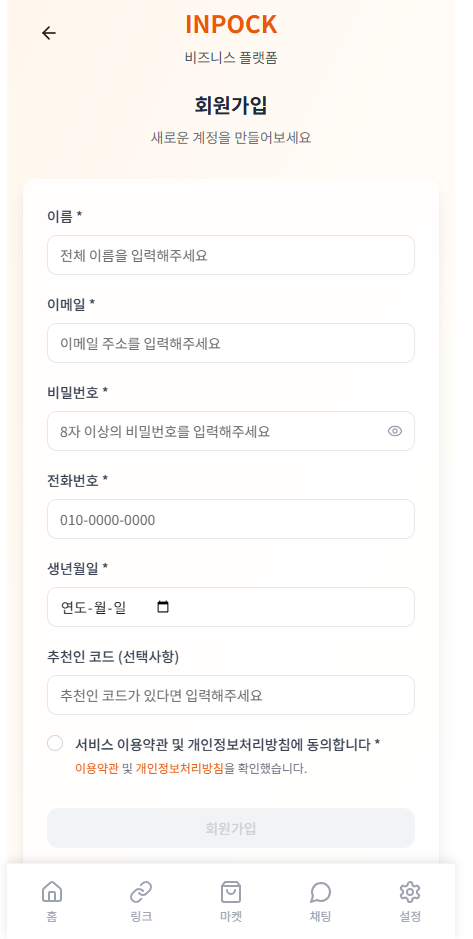 INPOCK
비즈니스 플랫폼
회원가입
새로운 계정을 만들어보세요
이름 *
전체 이름을 입력해주세요
이메일 *
이메일 주소를 입력해주세요
비밀번호 *
8자 이상의 비밀번호를 입력해주세요
전화번호 *
010-0000-0000
생년월일 *
연도-월-일
추천인 코드 (선택사항)
추천인 코드가 있다면 입력해주세요
서비스 이용약관 및 개인정보처리방침에 동의합니다 *
이용약관 및 개인정보처리방침을 확인했습니다.
회원가입
홈 링크 마켓 채팅 설정